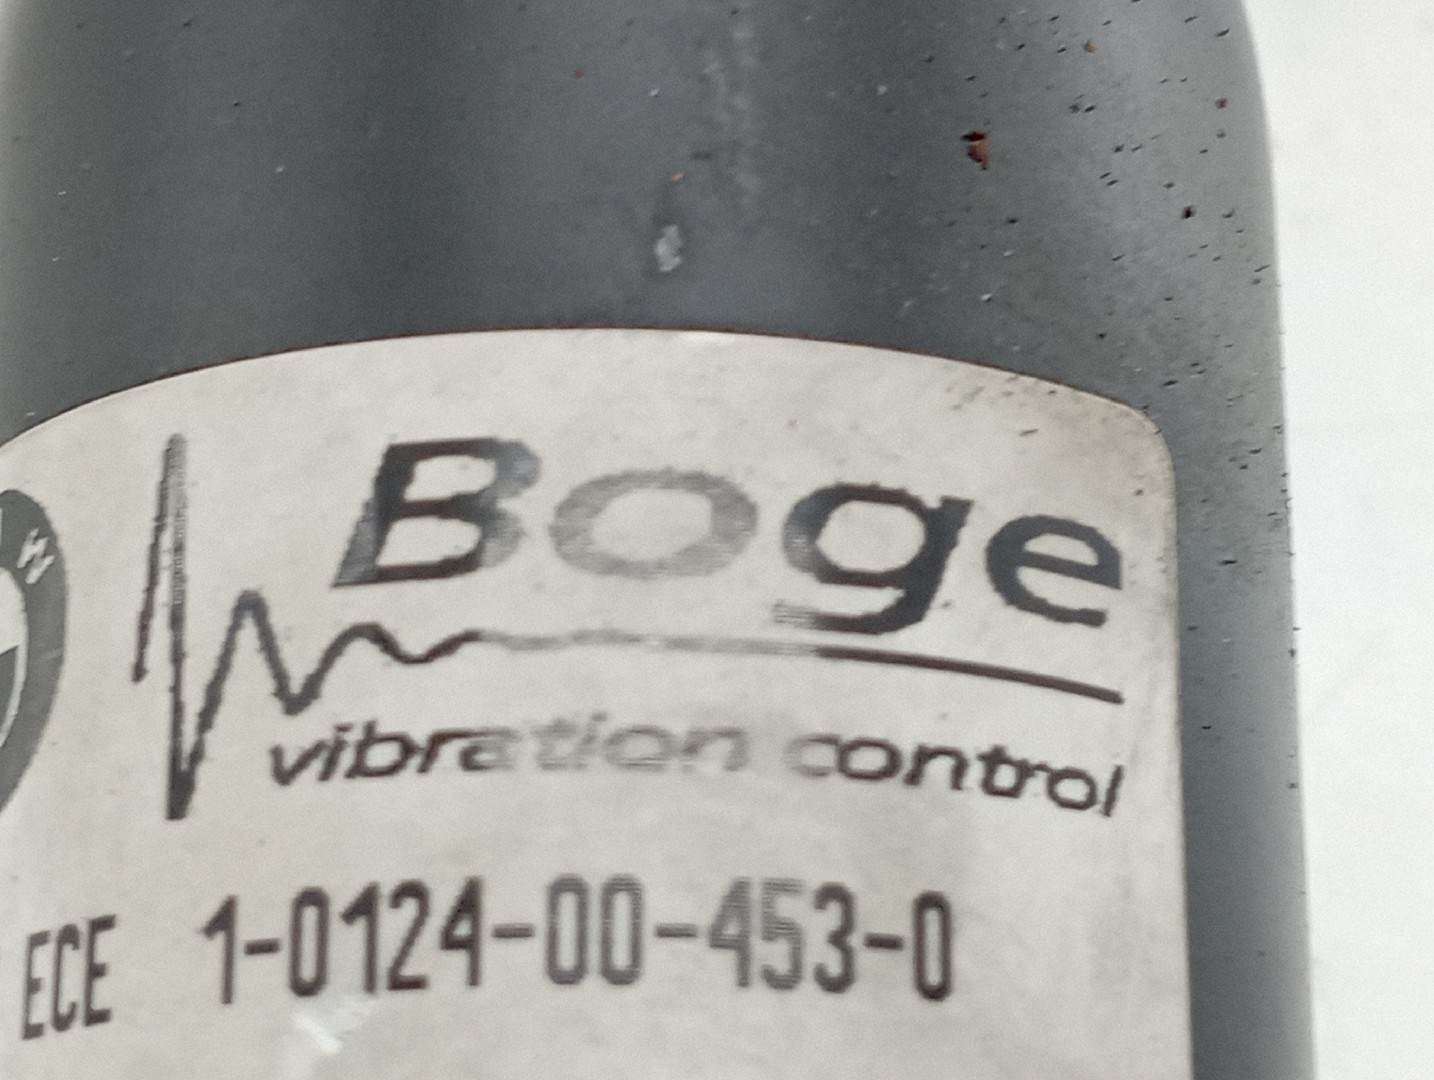 Boge
vibration control
ECE 1-0124-00-453-0